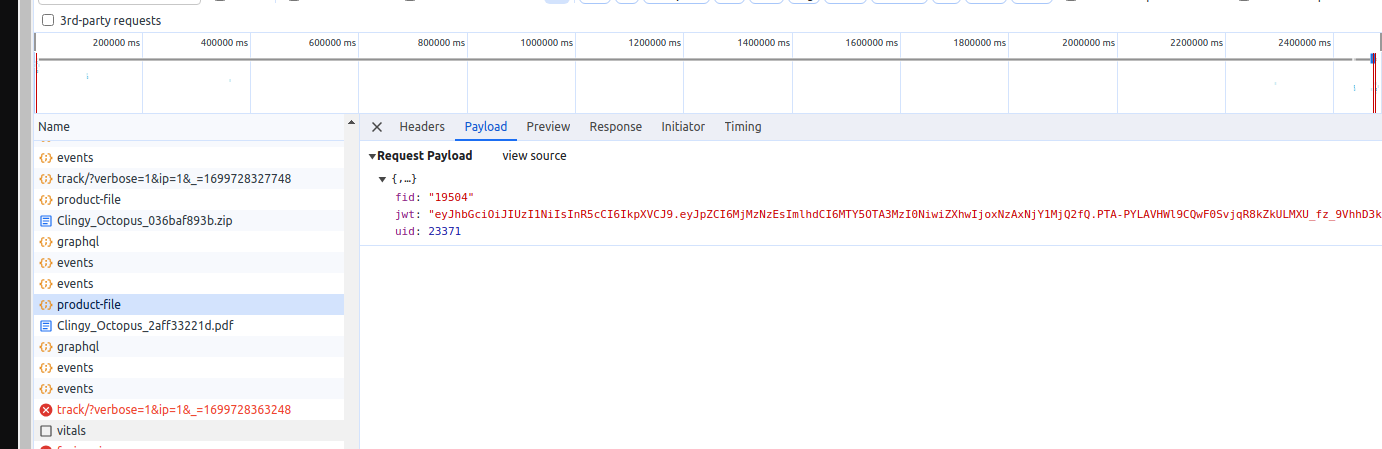 3rd-party requests
200000 ms 400000 ms 600000 ms 800000 ms 1000000 ms 1200000 ms 1400000 ms 1600000 ms 1800000 ms 2000000 ms 2200000 ms 2400000 ms
Name
Headers Payload Preview Response Initiator Timing
events
track/?verbose=1&ip=1&_=1699728327748
product-file
Clingy_Octopus_036baf893b.zip
graphql
events
events
product-file
Clingy_Octopus_2aff33221d.pdf
graphql
events
events
track/?verbose=1&ip=1&_=1699728363248
vitals
Request Payload view source
{,…}
fid: "19504"
jwt: "eyJhbGciOiJIUzI1NiIsInR5cCI6IkpXVCJ9.eyJpZCI6MjMzNzEsImlhdCI6MTY5OTA3MzI0NiwiZXhwIjoxNzAxNjY1MjQ2fQ.PTA-PYLAVHWl9CQwF0SvjqR8kZkULMXU_fz_9VhhD3k
uid: 23371